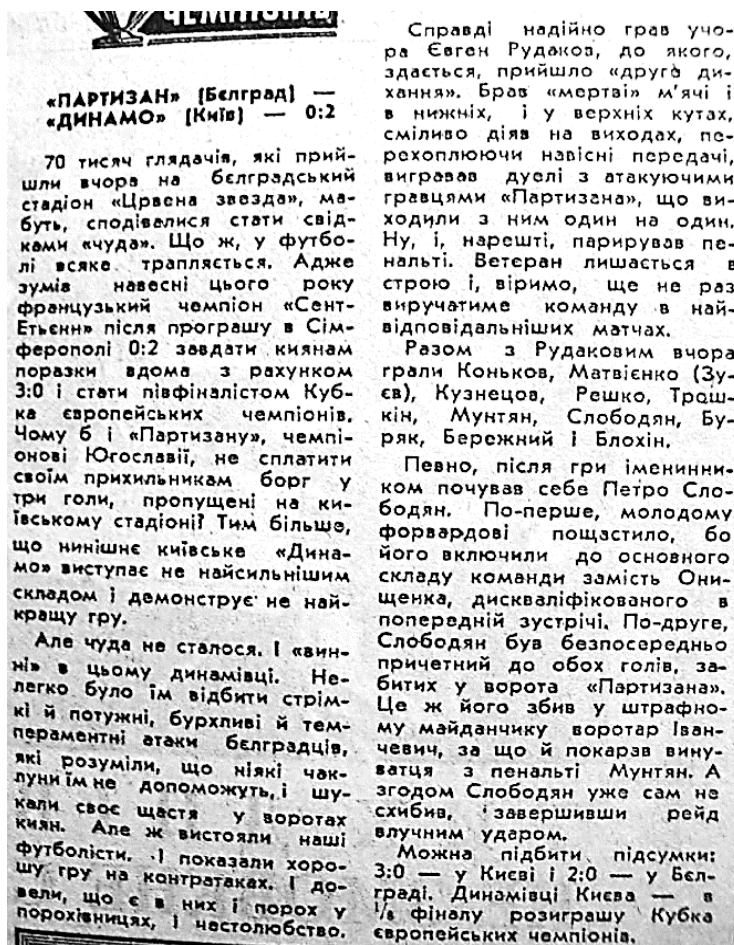 ЧЕМПІОНІВ
«ПАРТИЗАН» (Бєлград) —
«ДИНАМО» (Київ) — 0:2
70 тисяч глядачів, які прий-
шли вчора на бєлградський
стадіон «Црвена звезда», ма-
буть, сподівалися стати свід-
ками «чуда». Що ж, у футбо-
лі всяке трапляється. Адже
зумів навесні цього року
французький чемпіон «Сент-
Етьєнн» після програшу в Сім-
ферополі 0:2 завдати киянам
поразки вдома з рахунком
3:0 і стати півфіналістом Куб-
ка європейських чемпіонів.
Чому б і «Партизану», чемпі-
онові Югославії, не сплатити
своїм прихильникам борг у
три голи, пропущені на ки-
ївському стадіоні? Тим більше,
що нинішнє київське «Дина-
мо» виступає не найсильнішим
складом і демонструє не най-
кращу гру.
Але чуда не сталося. І «вин-
ні» в цьому динамівці. Не-
легко було їм відбити стрім-
кі й потужні, бурхливі й тем-
пераментні атаки бєлградців,
які розуміли, що ніякі чак-
луни їм не допоможуть, і шу-
кали своє щастя у воротах
киян. Але ж вистояли наші
футболісти. І показали хоро-
шу гру на контратаках. І до-
вели, що є в них і порох у
порохівницях, і честолюбство.
Справді надійно грав учо-
ра Євген Рудаков, до якого,
здається, прийшло «друге ди-
хання». Брав «мертві» м'ячі і
в нижніх, і у верхніх кутах,
сміливо діяв на виходах, пе-
рехоплюючи навісні передачі,
вигравав дуелі з атакуючими
гравцями «Партизана», що ви-
ходили з ним один на один.
Ну, і, нарешті, парирував пе-
нальті. Ветеран лишається в
строю і, віримо, ще не раз
виручатиме команду в най-
відповідальніших матчах.
Разом з Рудаковим вчора
грали Коньков, Матвієнко (Зу-
єв), Кузнецов, Решко, Трош-
кін, Мунтян, Слободян, Бу-
ряк, Бережний і Блохін.
Певно, після гри іменинни-
ком почував себе Петро Сло-
бодян. По-перше, молодому
форвардові пощастило, бо
його включили до основного
складу команди замість Они-
щенка, дискваліфікованого в
попередній зустрічі. По-друге,
Слободян був безпосередньо
причетний до обох голів, за-
битих у ворота «Партизана».
Це ж його збив у штрафно-
му майданчику воротар Іван-
чевич, за що й покарав вину-
ватця з пенальті Мунтян. А
згодом Слободян уже сам не
схибив, завершивши рейд
влучним ударом.
Можна підбити підсумки:
3:0 — у Києві і 2:0 — у Бєл-
граді. Динамівці Києва — в
⅛ фіналу розиграшу Кубка
європейських чемпіонів.